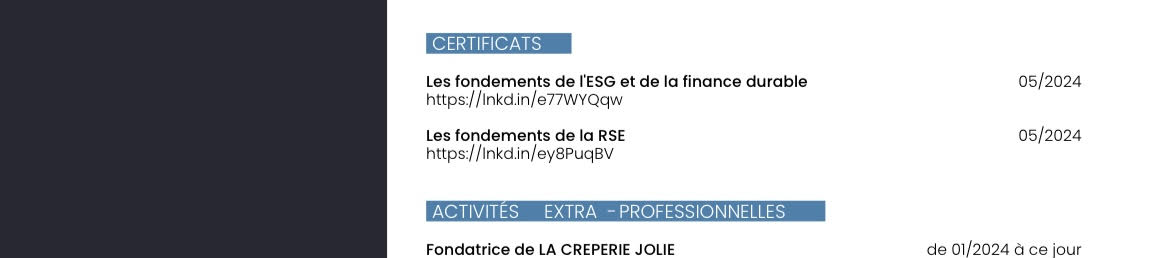 CERTIFICATS
Les fondements de l'ESG et de la finance durable 05/2024
https://lnkd.in/e77WYQqw
Les fondements de la RSE 05/2024
https://lnkd.in/ey8PuqBV
ACTIVITÉS EXTRA -PROFESSIONNELLES
Fondatrice de LA CREPERIE JOLIE de 01/2024 à ce jour